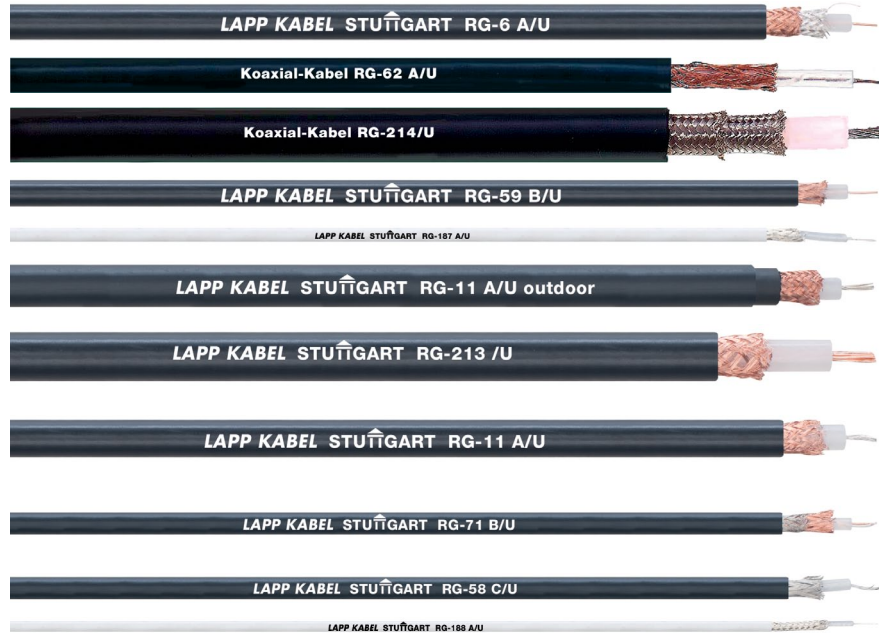 LAPP KABEL STUTTGART RG-6 A/U
Koaxial-Kabel RG-62 A/U
Koaxial-Kabel RG-214/U
LAPP KABEL STUTTGART RG-59 B/U
LAPP KABEL STUTTGART RG-187 A/U
LAPP KABEL STUTTGART RG-11 A/U outdoor
LAPP KABEL STUTTGART RG-213 /U
LAPP KABEL STUTTGART RG-11 A/U
LAPP KABEL STUTTGART RG-71 B/U
LAPP KABEL STUTTGART RG-58 C/U
LAPP KABEL STUTTGART RG-188 A/U